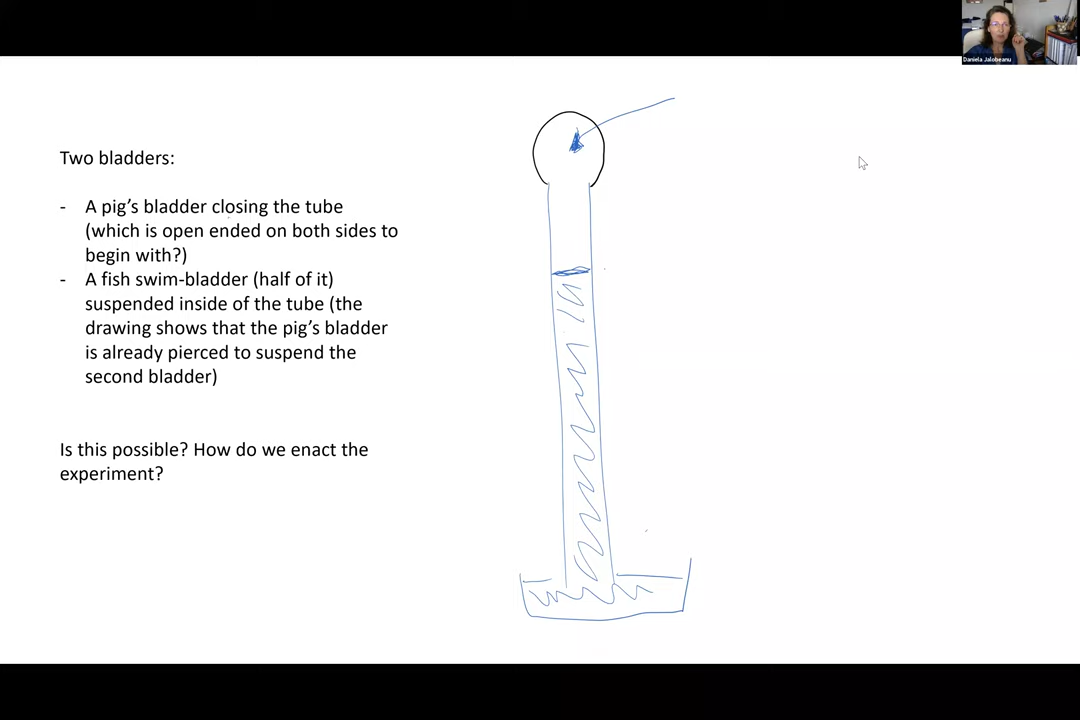 Daniela Jalobeanu
Two bladders:
- A pig's bladder closing the tube
(which is open ended on both sides to
begin with?)
- A fish swim-bladder (half of it)
suspended inside of the tube (the
drawing shows that the pig's bladder
is already pierced to suspend the
second bladder)
Is this possible? How do we enact the
experiment?